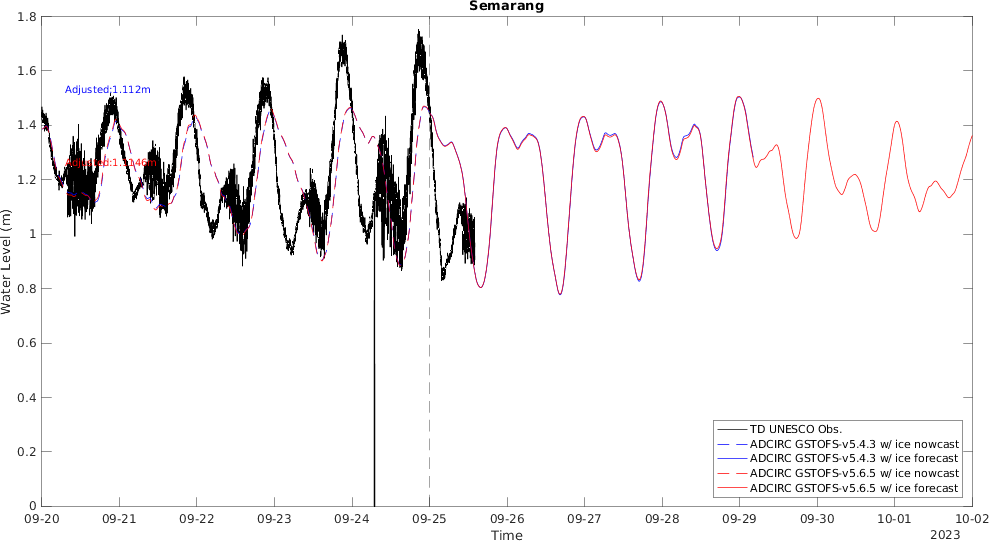 Semarang
1.8
1.6
1.4
1.2
1
0.8
0.6
0.4
0.2
0
Water Level (m)
Adjusted:1.112m
TD UNESCO Obs.
ADCIRC GSTOFS-v5.4.3 w/ ice nowcast
ADCIRC GSTOFS-v5.4.3 w/ ice forecast
ADCIRC GSTOFS-v5.6.5 w/ ice nowcast
ADCIRC GSTOFS-v5.6.5 w/ ice forecast
09-20 09-21 09-22 09-23 09-24 09-25 09-26 09-27 09-28 09-29 09-30 10-01 10-02
Time
2023